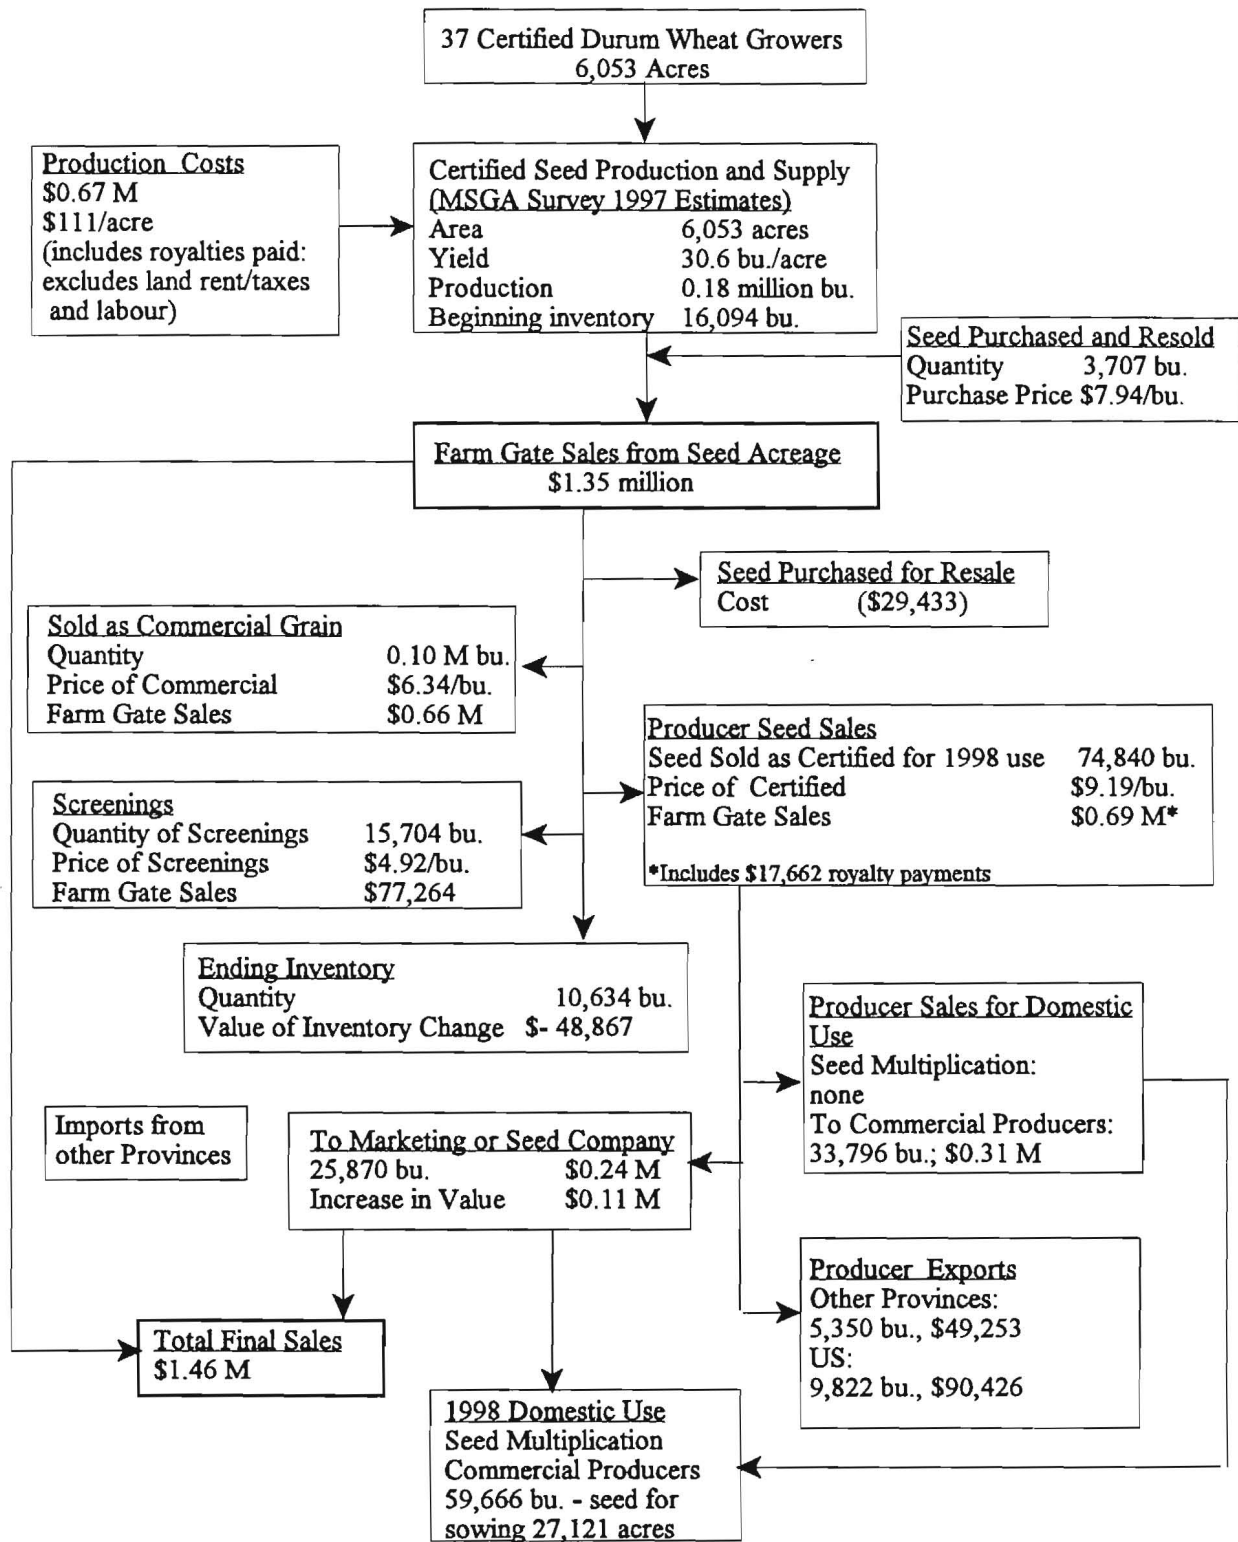 37 Certified Durum Wheat Growers
6,053 Acres
Production Costs
$0.67 M
$111/acre
(includes royalties paid:
excludes land rent/taxes
and labour)
Certified Seed Production and Supply
(MSGA Survey 1997 Estimates)
Area 6,053 acres
Yield 30.6 bu./acre
Production 0.18 million bu.
Beginning inventory 16,094 bu.
Seed Purchased and Resold
Quantity 3,707 bu.
Purchase Price $7.94/bu.
Farm Gate Sales from Seed Acreage
$1.35 million
Seed Purchased for Resale
Cost ($29,433)
Sold as Commercial Grain
Quantity 0.10 M bu.
Price of Commercial $6.34/bu.
Farm Gate Sales $0.66 M
Producer Seed Sales
Seed Sold as Certified for 1998 use 74,840 bu.
Price of Certified $9.19/bu.
Farm Gate Sales $0.69 M*
*Includes $17,662 royalty payments
Screenings
Quantity of Screenings 15,704 bu.
Price of Screenings $4.92/bu.
Farm Gate Sales $77,264
Ending Inventory
Quantity 10,634 bu.
Value of Inventory Change $- 48,867
Producer Sales for Domestic
Use
Seed Multiplication:
none
To Commercial Producers:
33,796 bu.; $0.31 M
Imports from
other Provinces
To Marketing or Seed Company
25,870 bu. $0.24 M
Increase in Value $0.11 M
Producer Exports
Other Provinces:
5,350 bu., $49,253
US:
9,822 bu., $90,426
Total Final Sales
$1.46 M
1998 Domestic Use
Seed Multiplication
Commercial Producers
59,666 bu. - seed for
sowing 27,121 acres